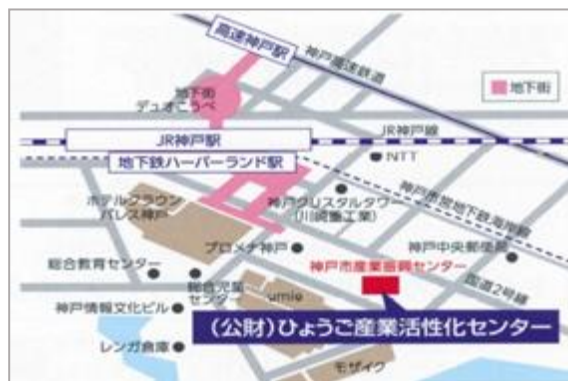 高速神戸駅
神戸高速鉄道
地下街
デュオこうべ
地下街
JR神戸線
JR神戸駅
NTT
地下鉄ハーバーランド駅
神戸市営地下鉄海岸線
ホテルクラウン
パレス神戸
神戸クリスタルタワー
(川崎重工業)
プロメナ神戸
神戸中央郵便局
総合教育センター
神戸市産業振興センター
総合児童
センター
umie
国道2号線
神戸情報文化ビル
(公財)ひょうご産業活性化センター
レンガ倉庫
モザイク